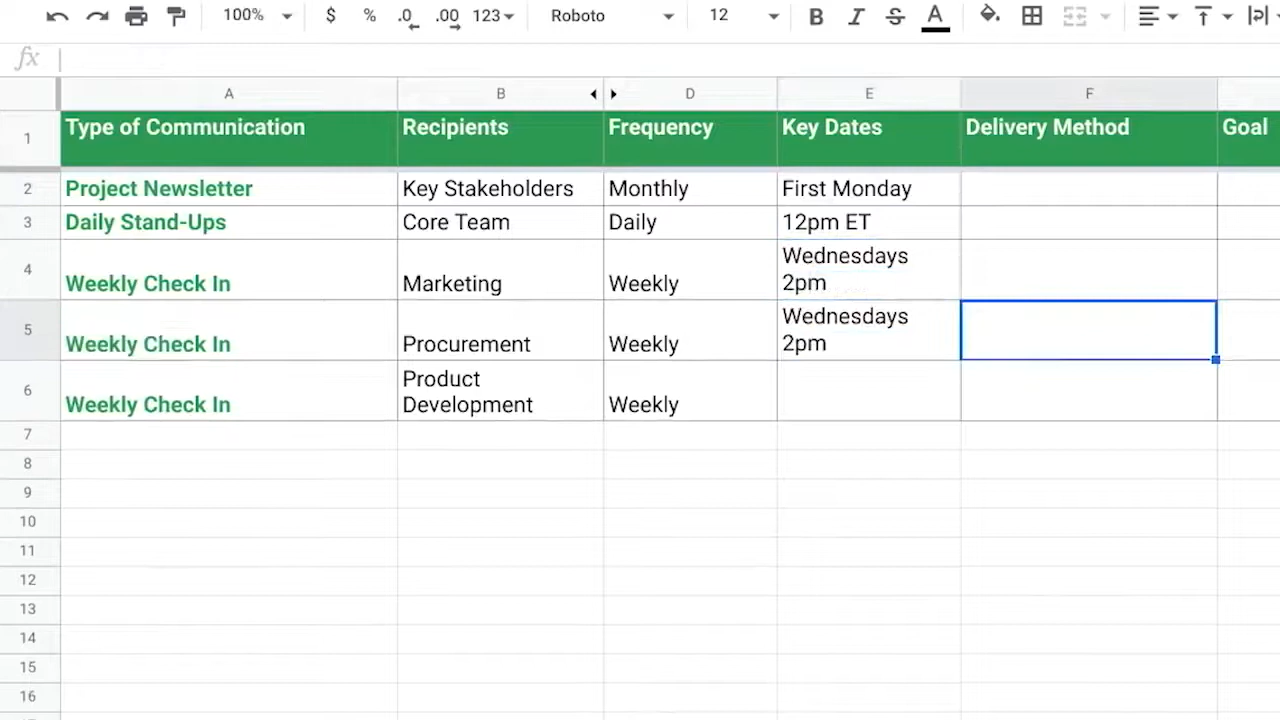 100% $ % .0 .00 123 Roboto 12 B I S A
fx
A B D E F
1 Type of Communication Recipients Frequency Key Dates Delivery Method Goal
2 Project Newsletter Key Stakeholders Monthly First Monday
3 Daily Stand-Ups Core Team Daily 12pm ET
Wednesdays
4 Weekly Check In Marketing Weekly 2pm
Wednesdays
5 Weekly Check In Procurement Weekly 2pm
Product
6 Weekly Check In Development Weekly
7
8
9
10
11
12
13
14
15
16